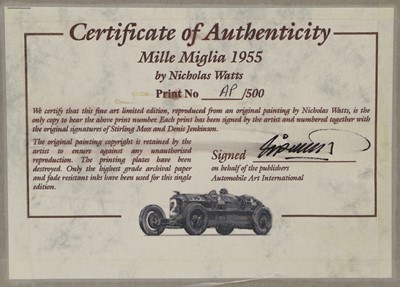 Certificate of Authenticity
Mille Miglia 1955
by Nicholas Watts
Print No AP /500
We certify that this fine art limited edition, reproduced from an original painting by Nicholas Watts, is the
only copy to bear the above print number. Each print has been signed by the artist and numbered together with
the original signatures of Stirling Moss and Denis Jenkinson.
The original painting copyright is retained by the
artist to ensure against any unauthorized
reproduction. The printing plates have been
destroyed. Only the highest grade archival paper
and fade resistant inks have been used for this single
edition.
Signed
on behalf of the publishers
Automobile Art International